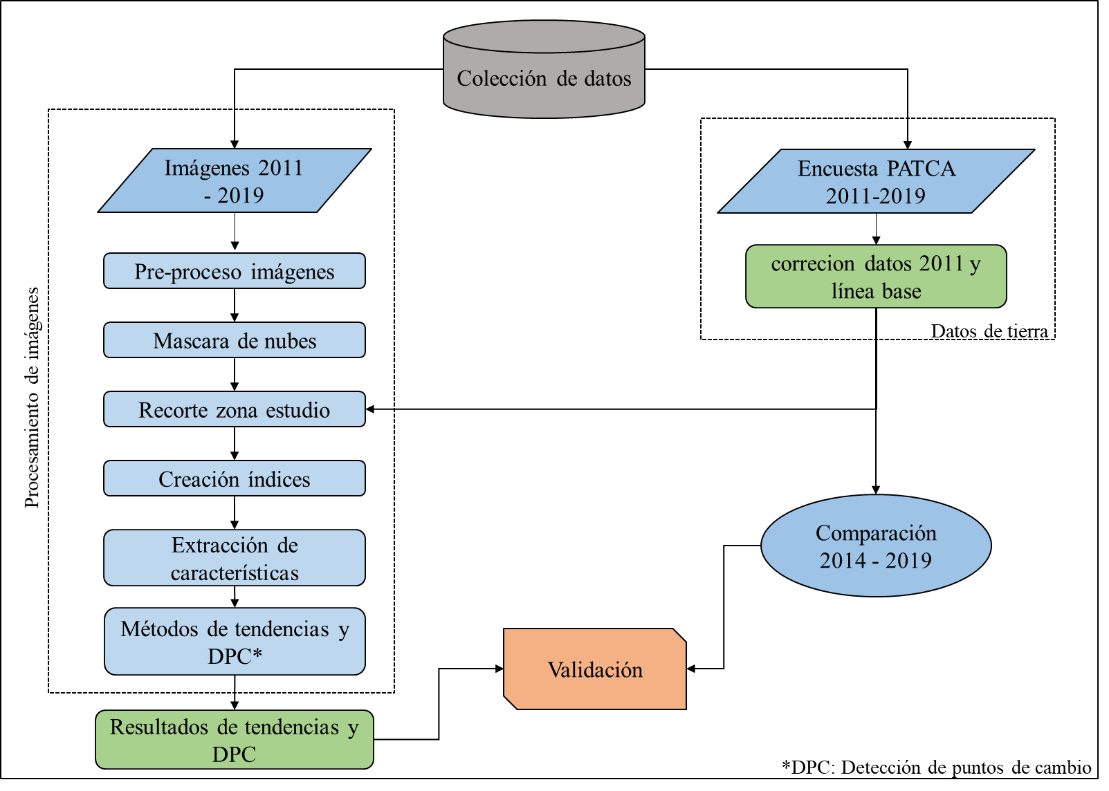 Colección de datos
Imágenes 2011
- 2019
Pre-proceso imágenes
Mascara de nubes
Recorte zona estudio
Creación índices
Extracción de
características
Métodos de tendencias y
DPC*
Procesamiento de imágenes
Resultados de tendencias y
DPC
Encuesta PATCA
2011-2019
correcion datos 2011 y
línea base
Datos de tierra
Comparación
2014 - 2019
Validación
*DPC: Detección de puntos de cambio